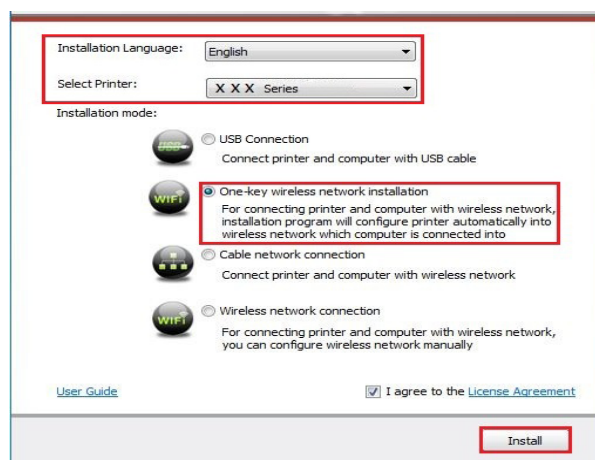 Installation Language: English
Select Printer: X X X Series
Installation mode:
USB USB Connection
Connect printer and computer with USB cable
WiFi One-key wireless network installation
For connecting printer and computer with wireless network,
installation program will configure printer automatically into
wireless network which computer is connected into
Cable network connection
Connect printer and computer with wireless network
WiFi Wireless network connection
For connecting printer and computer with wireless network,
you can configure wireless network manually
User Guide I agree to the License Agreement
Install